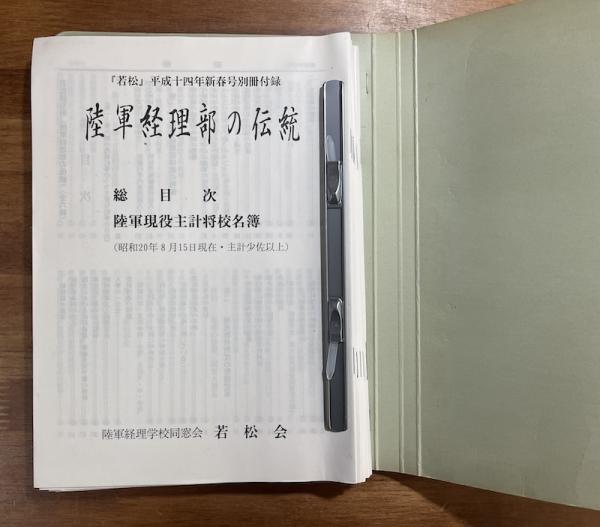 『若松』平成十四年新春号別冊付録
陸軍経理部の伝統
総目次
陸軍現役主計将校名簿
(昭和20年8月15日現在・主計少佐以上)
陸軍経理学校同窓会 若松会